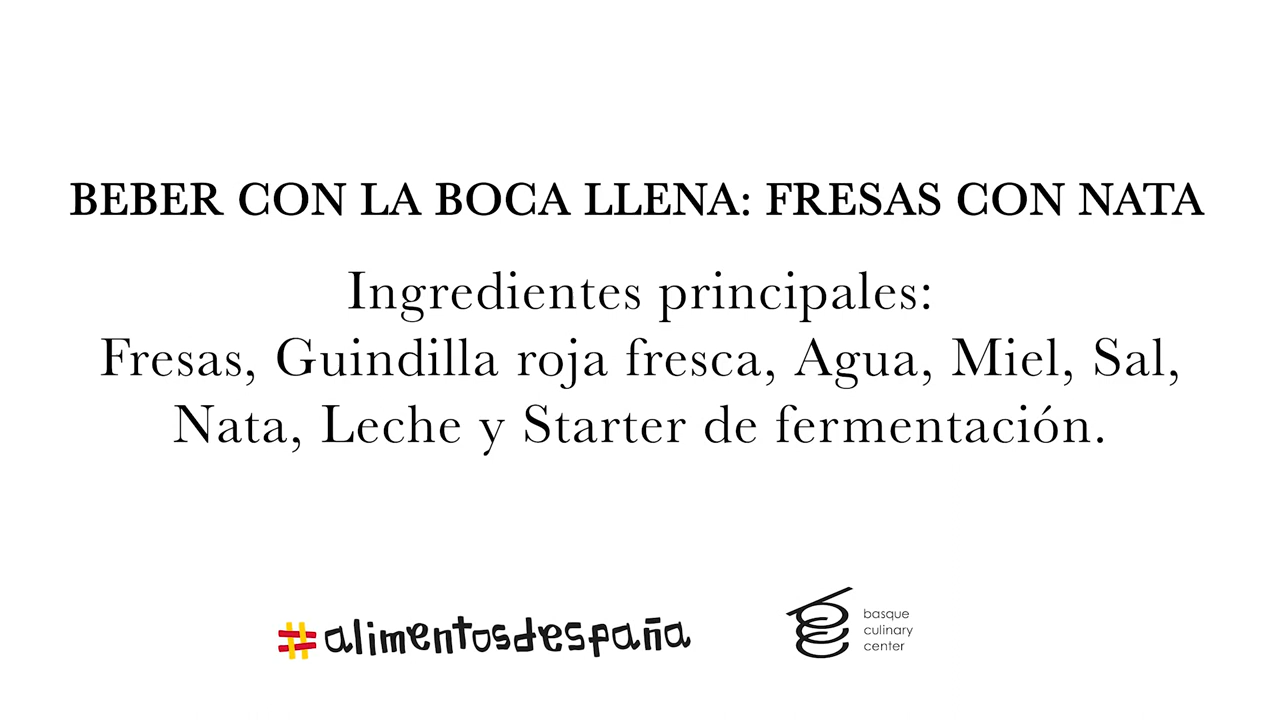 BEBER CON LA BOCA LLENA: FRESAS CON NATA
Ingredientes principales:
Fresas, Guindilla roja fresca, Agua, Miel, Sal,
Nata, Leche y Starter de fermentación.
#alimentosdespaña
basque
culinary
center